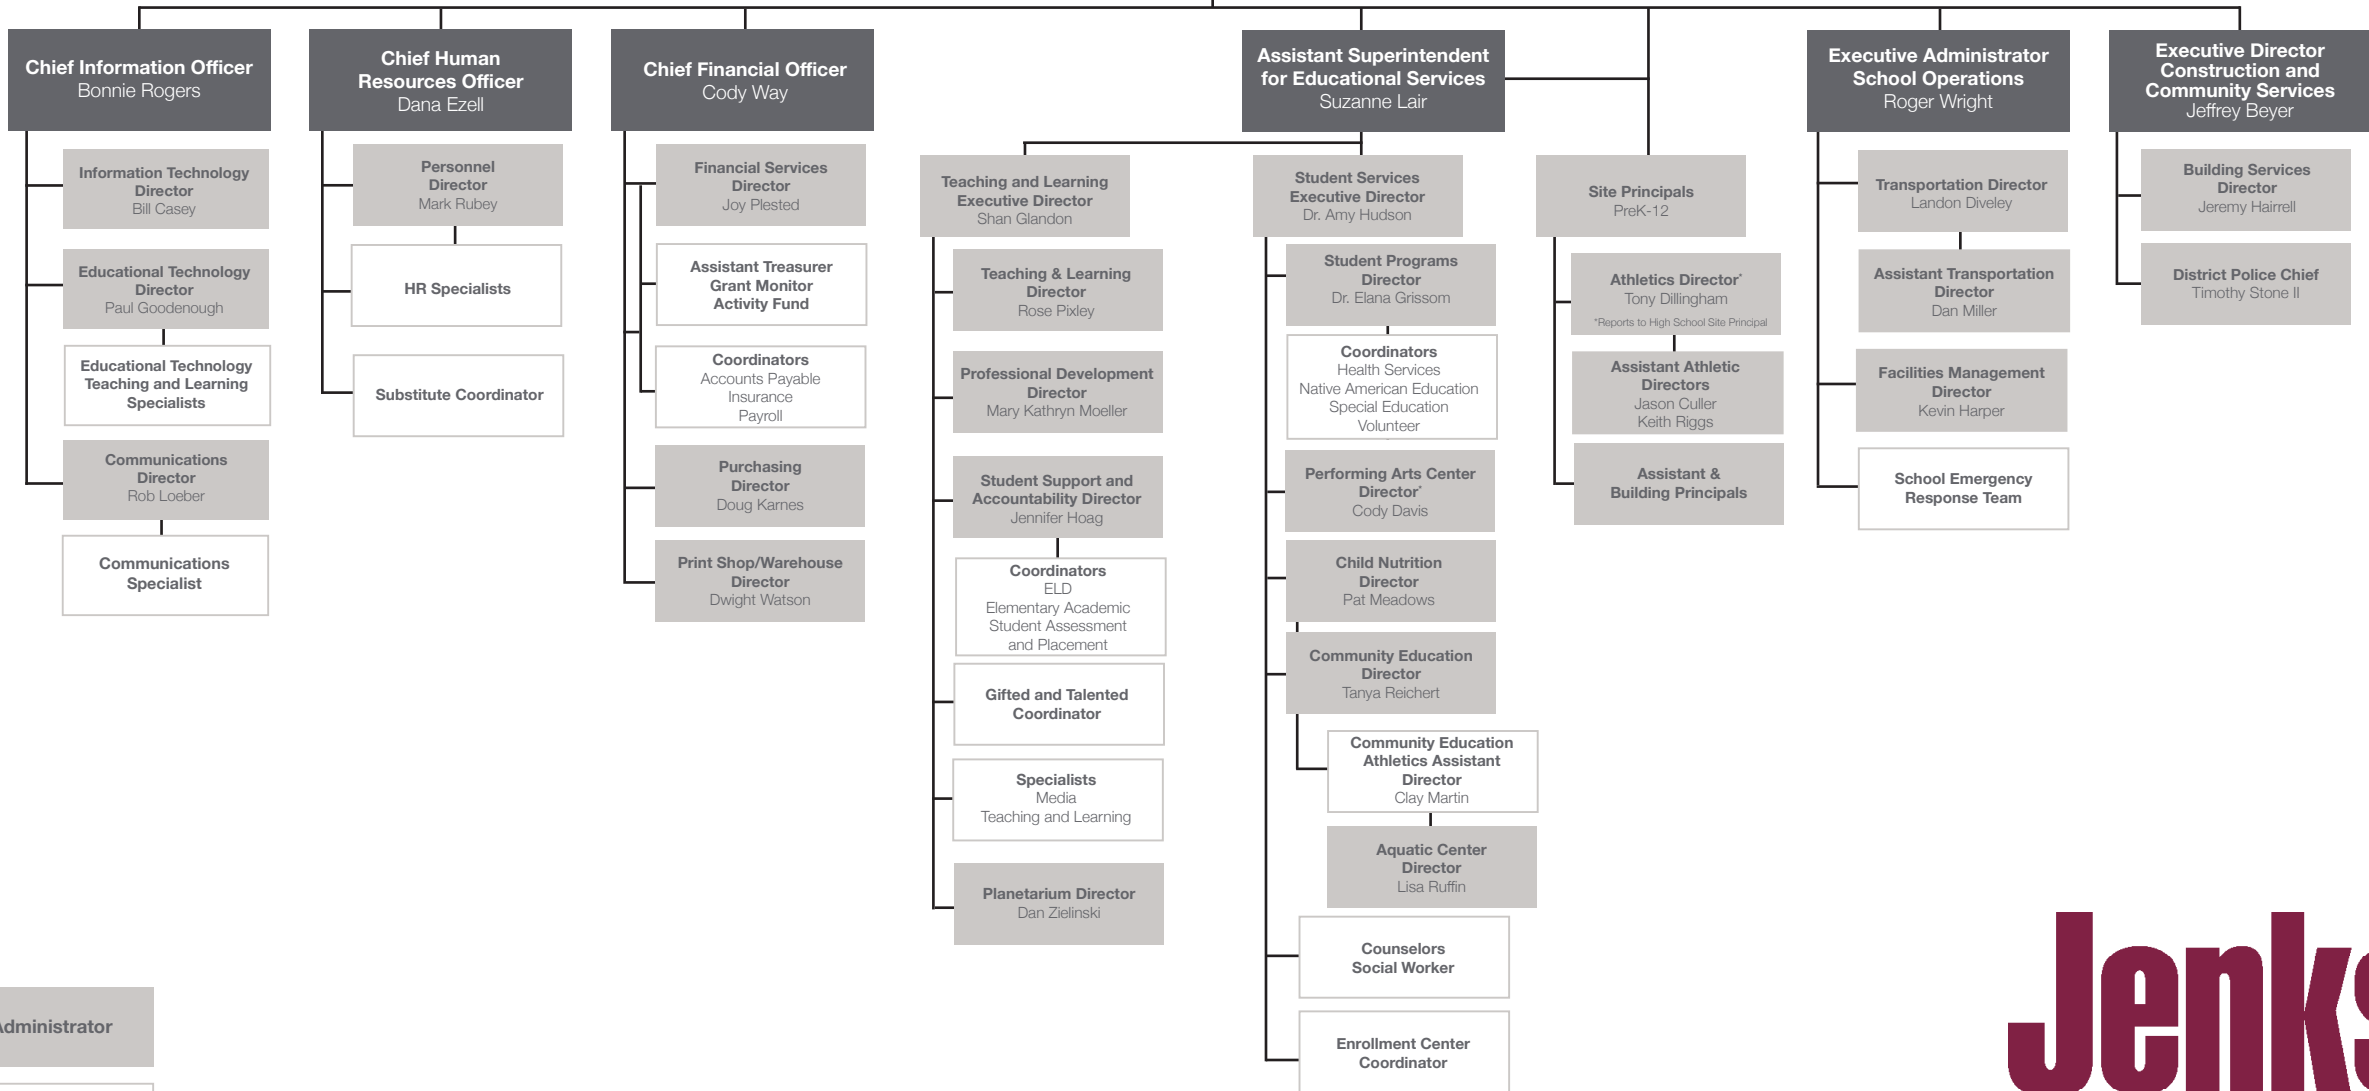 Chief Information Officer
Bonnie Rogers
Information Technology
Director
Bill Casey
Educational Technology
Director
Paul Goodenough
Educational Technology
Teaching and Learning
Specialists
Communications
Director
Rob Loeber
Communications
Specialist
Chief Human
Resources Officer
Dana Ezell
Personnel
Director
Mark Rubey
HR Specialists
Substitute Coordinator
Chief Financial Officer
Cody Way
Financial Services
Director
Joy Plested
Assistant Treasurer
Grant Monitor
Activity Fund
Coordinators
Accounts Payable
Insurance
Payroll
Purchasing
Director
Doug Karnes
Print Shop/Warehouse
Director
Dwight Watson
Assistant Superintendent
for Educational Services
Suzanne Lair
Teaching and Learning
Executive Director
Shan Glandon
Teaching & Learning
Director
Rose Pixley
Professional Development
Director
Mary Kathryn Moeller
Student Support and
Accountability Director
Jennifer Hoag
Coordinators
ELD
Elementary Academic
Student Assessment
and Placement
Gifted and Talented
Coordinator
Specialists
Media
Teaching and Learning
Planetarium Director
Dan Zielinski
Student Services
Executive Director
Dr. Amy Hudson
Student Programs
Director
Dr. Elana Grissom
Coordinators
Health Services
Native American Education
Special Education
Volunteer
Performing Arts Center
Director*
Cody Davis
Child Nutrition
Director
Pat Meadows
Community Education
Director
Tanya Reichert
Community Education
Athletics Assistant
Director
Clay Martin
Aquatic Center
Director
Lisa Ruffin
Counselors
Social Worker
Enrollment Center
Coordinator
Site Principals
PreK-12
Athletics Director*
Tony Dillingham
*Reports to High School Site Principal
Assistant Athletic
Directors
Jason Culler
Keith Riggs
Assistant &
Building Principals
Executive Administrator
School Operations
Roger Wright
Transportation Director
Landon Diveley
Assistant Transportation
Director
Dan Miller
Facilities Management
Director
Kevin Harper
School Emergency
Response Team
Executive Director
Construction and
Community Services
Jeffrey Beyer
Building Services
Director
Jeremy Hairrell
District Police Chief
Timothy Stone II
Administrator
Jenks